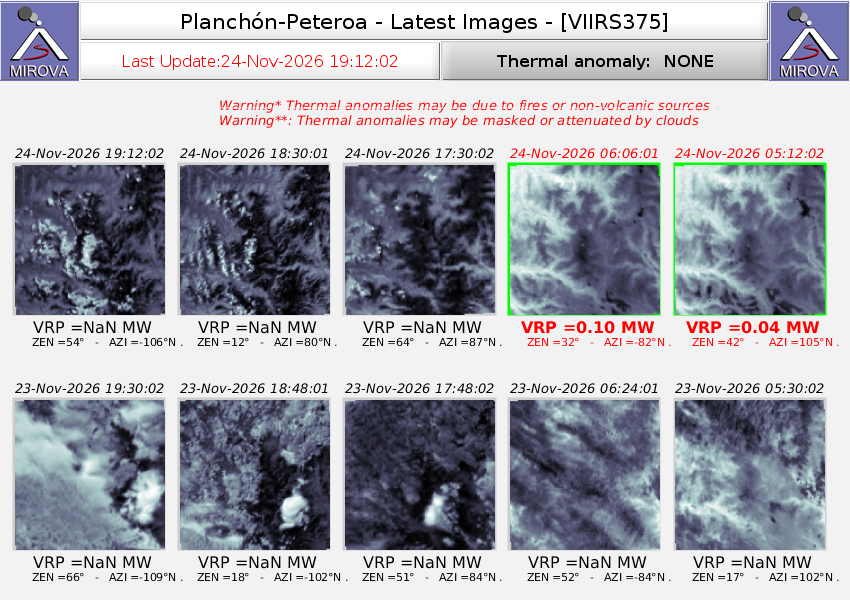 Planchón-Peteroa - Latest Images - [VIIRS375]
MIROVA
Last Update:24-Nov-2026 19:12:02
Thermal anomaly: NONE
MIROVA
Warning* Thermal anomalies may be due to fires or non-volcanic sources
Warning**: Thermal anomalies may be masked or attenuated by clouds
24-Nov-2026 19:12:02 24-Nov-2026 18:30:01 24-Nov-2026 17:30:02 24-Nov-2026 06:06:01 24-Nov-2026 05:12:02
VRP =NaN MW VRP =NaN MW VRP =NaN MW VRP =0.10 MW VRP =0.04 MW
ZEN =54° - AZI =-106°N . ZEN =12° - AZI =80°N . ZEN =64° - AZI =87°N . ZEN =32° - AZI =-82°N . ZEN =42° - AZI =105°N .
23-Nov-2026 19:30:02 23-Nov-2026 18:48:01 23-Nov-2026 17:48:02 23-Nov-2026 06:24:01 23-Nov-2026 05:30:02
VRP =NaN MW VRP =NaN MW VRP =NaN MW VRP =NaN MW VRP =NaN MW
ZEN =66° - AZI =-109°N . ZEN =18° - AZI =-102°N . ZEN =51° - AZI =84°N . ZEN =52° - AZI =-84°N . ZEN =17° - AZI =102°N .